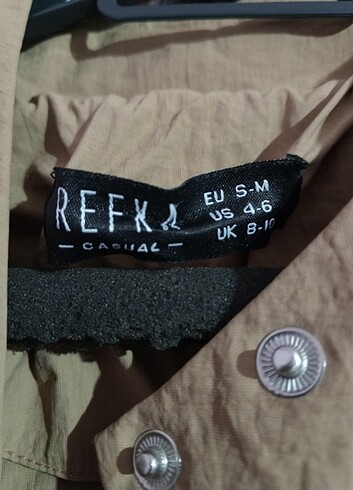 REFKA
— CASUAL —
EU S-M
US 4-6
UK 8-10